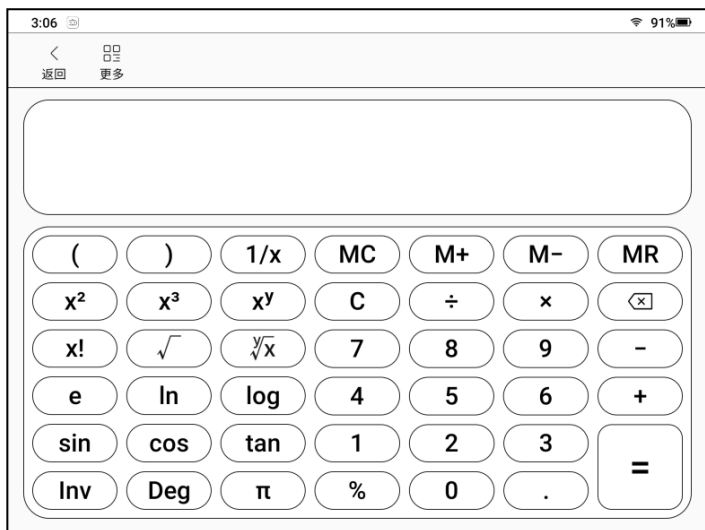 3:06 91%
返回 更多
( ) 1/x MC M+ M− MR
x² x³ xʸ C ÷ ×
x! √ ʸ√x 7 8 9 −
e ln log 4 5 6 +
sin cos tan 1 2 3
Inv Deg π % 0 . =